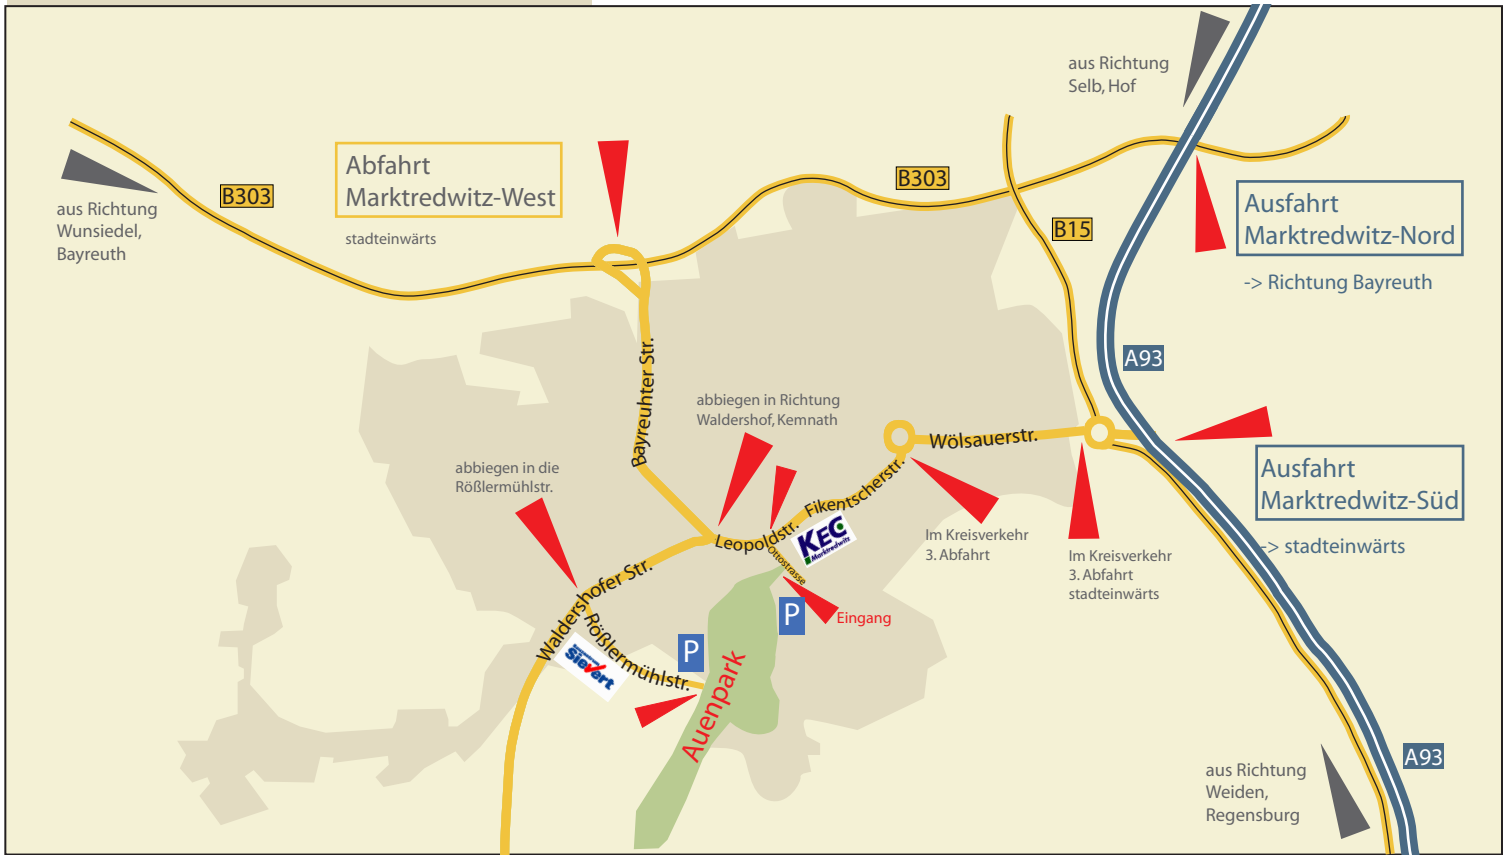 aus Richtung
Selb, Hof
Abfahrt
Marktredwitz-West
stadteinwärts
B303
B303
aus Richtung
Wunsiedel,
Bayreuth
B15
Ausfahrt
Marktredwitz-Nord
-> Richtung Bayreuth
A93
Bayreuhter Str.
abbiegen in Richtung
Waldershof, Kemnath
Wölsauerstr.
abbiegen in die
Rößlermühlstr.
Fikentscherstr.
Ausfahrt
Marktredwitz-Süd
-> stadteinwärts
Leopoldstr.
KEC
Marktredwitz
Ottostrasse
Im Kreisverkehr
3. Abfahrt
Im Kreisverkehr
3. Abfahrt
stadteinwärts
Waldershofer Str.
P
Eingang
Rößlermühlstr.
Sievert
P
Auenpark
A93
aus Richtung
Weiden,
Regensburg